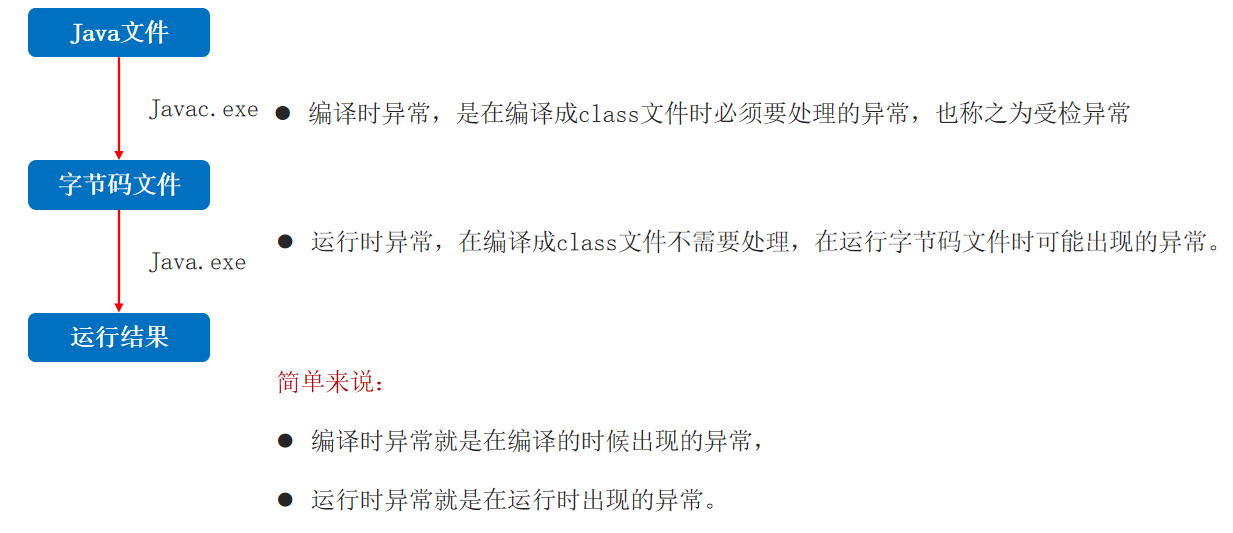 Java文件
Javac.exe
● 编译时异常，是在编译成class文件时必须要处理的异常，也称之为受检异常
字节码文件
● 运行时异常，在编译成class文件不需要处理，在运行字节码文件时可能出现的异常。
Java.exe
运行结果
简单来说：
● 编译时异常就是在编译的时候出现的异常，
● 运行时异常就是在运行时出现的异常。